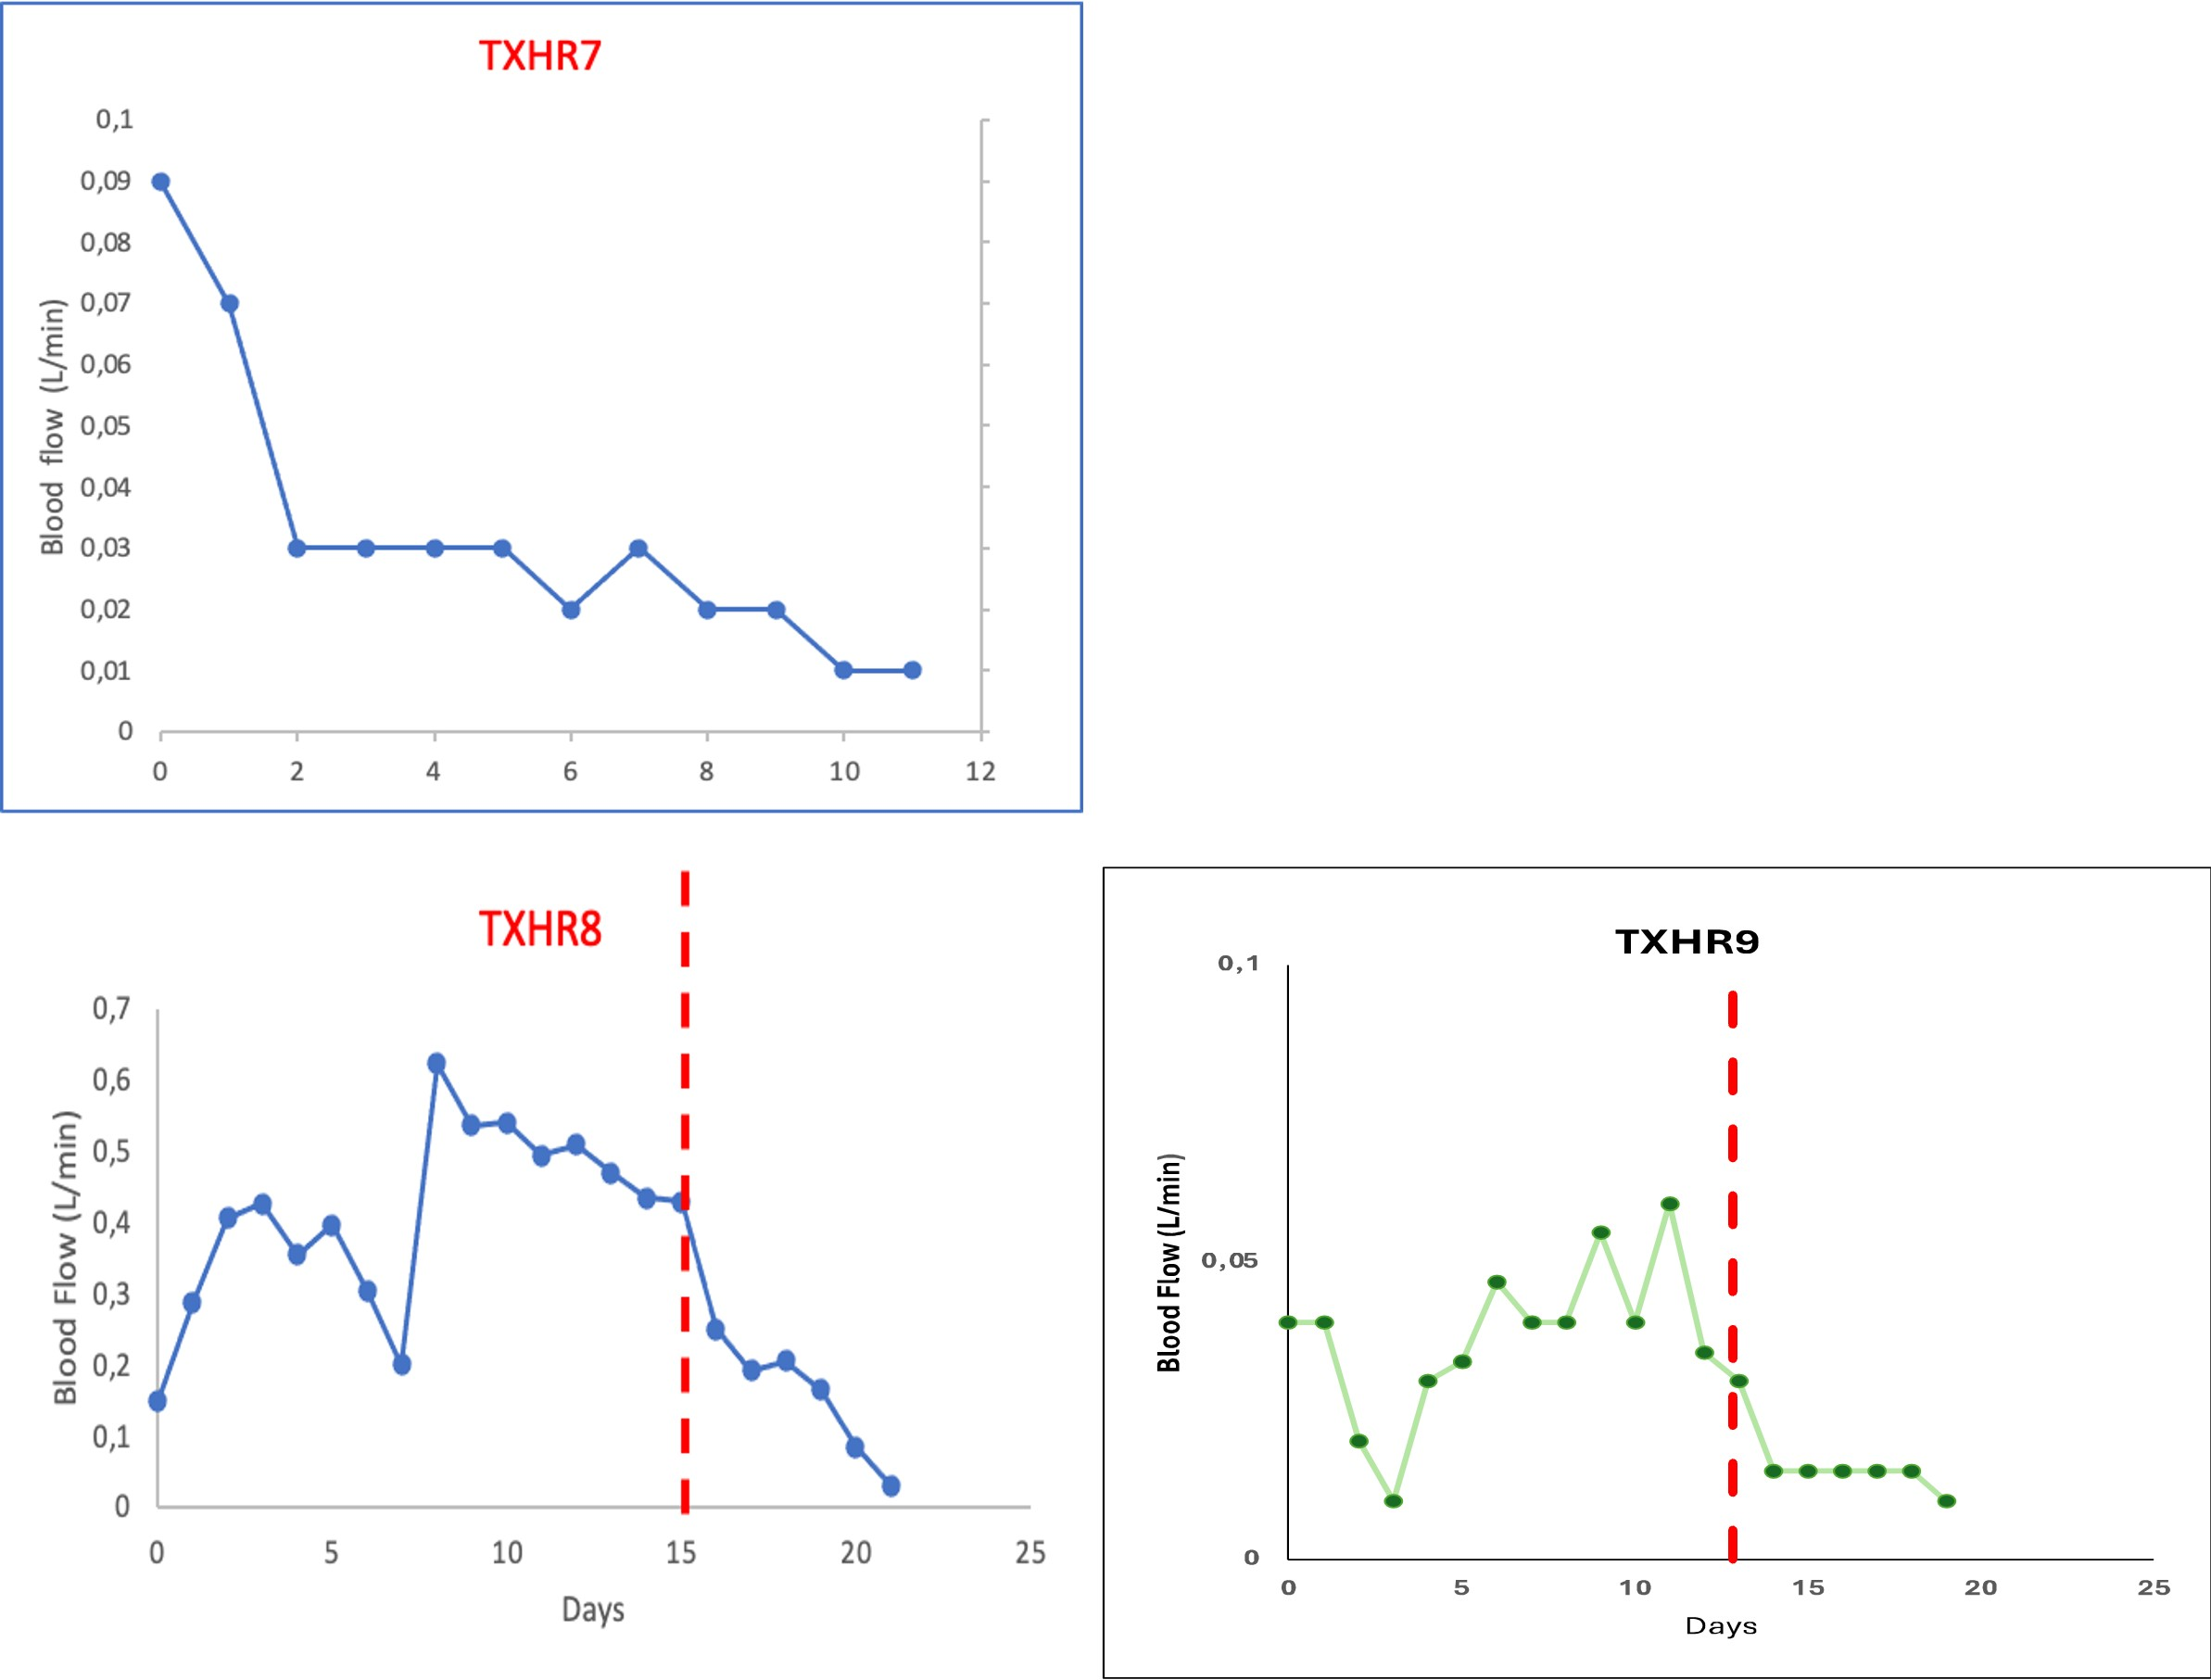 TXHR7
0,1
0,09
0,08
0,07
0,06
0,05
0,04
0,03
0,02
0,01
0
Blood flow (L/min)
0 2 4 6 8 10 12
TXHR8
0,7
0,6
0,5
0,4
0,3
0,2
0,1
0
Blood Flow (L/min)
0 5 10 15 20 25
Days
TXHR9
0,1
0,05
0
Blood Flow (L/min)
0 5 10 15 20 25
Days